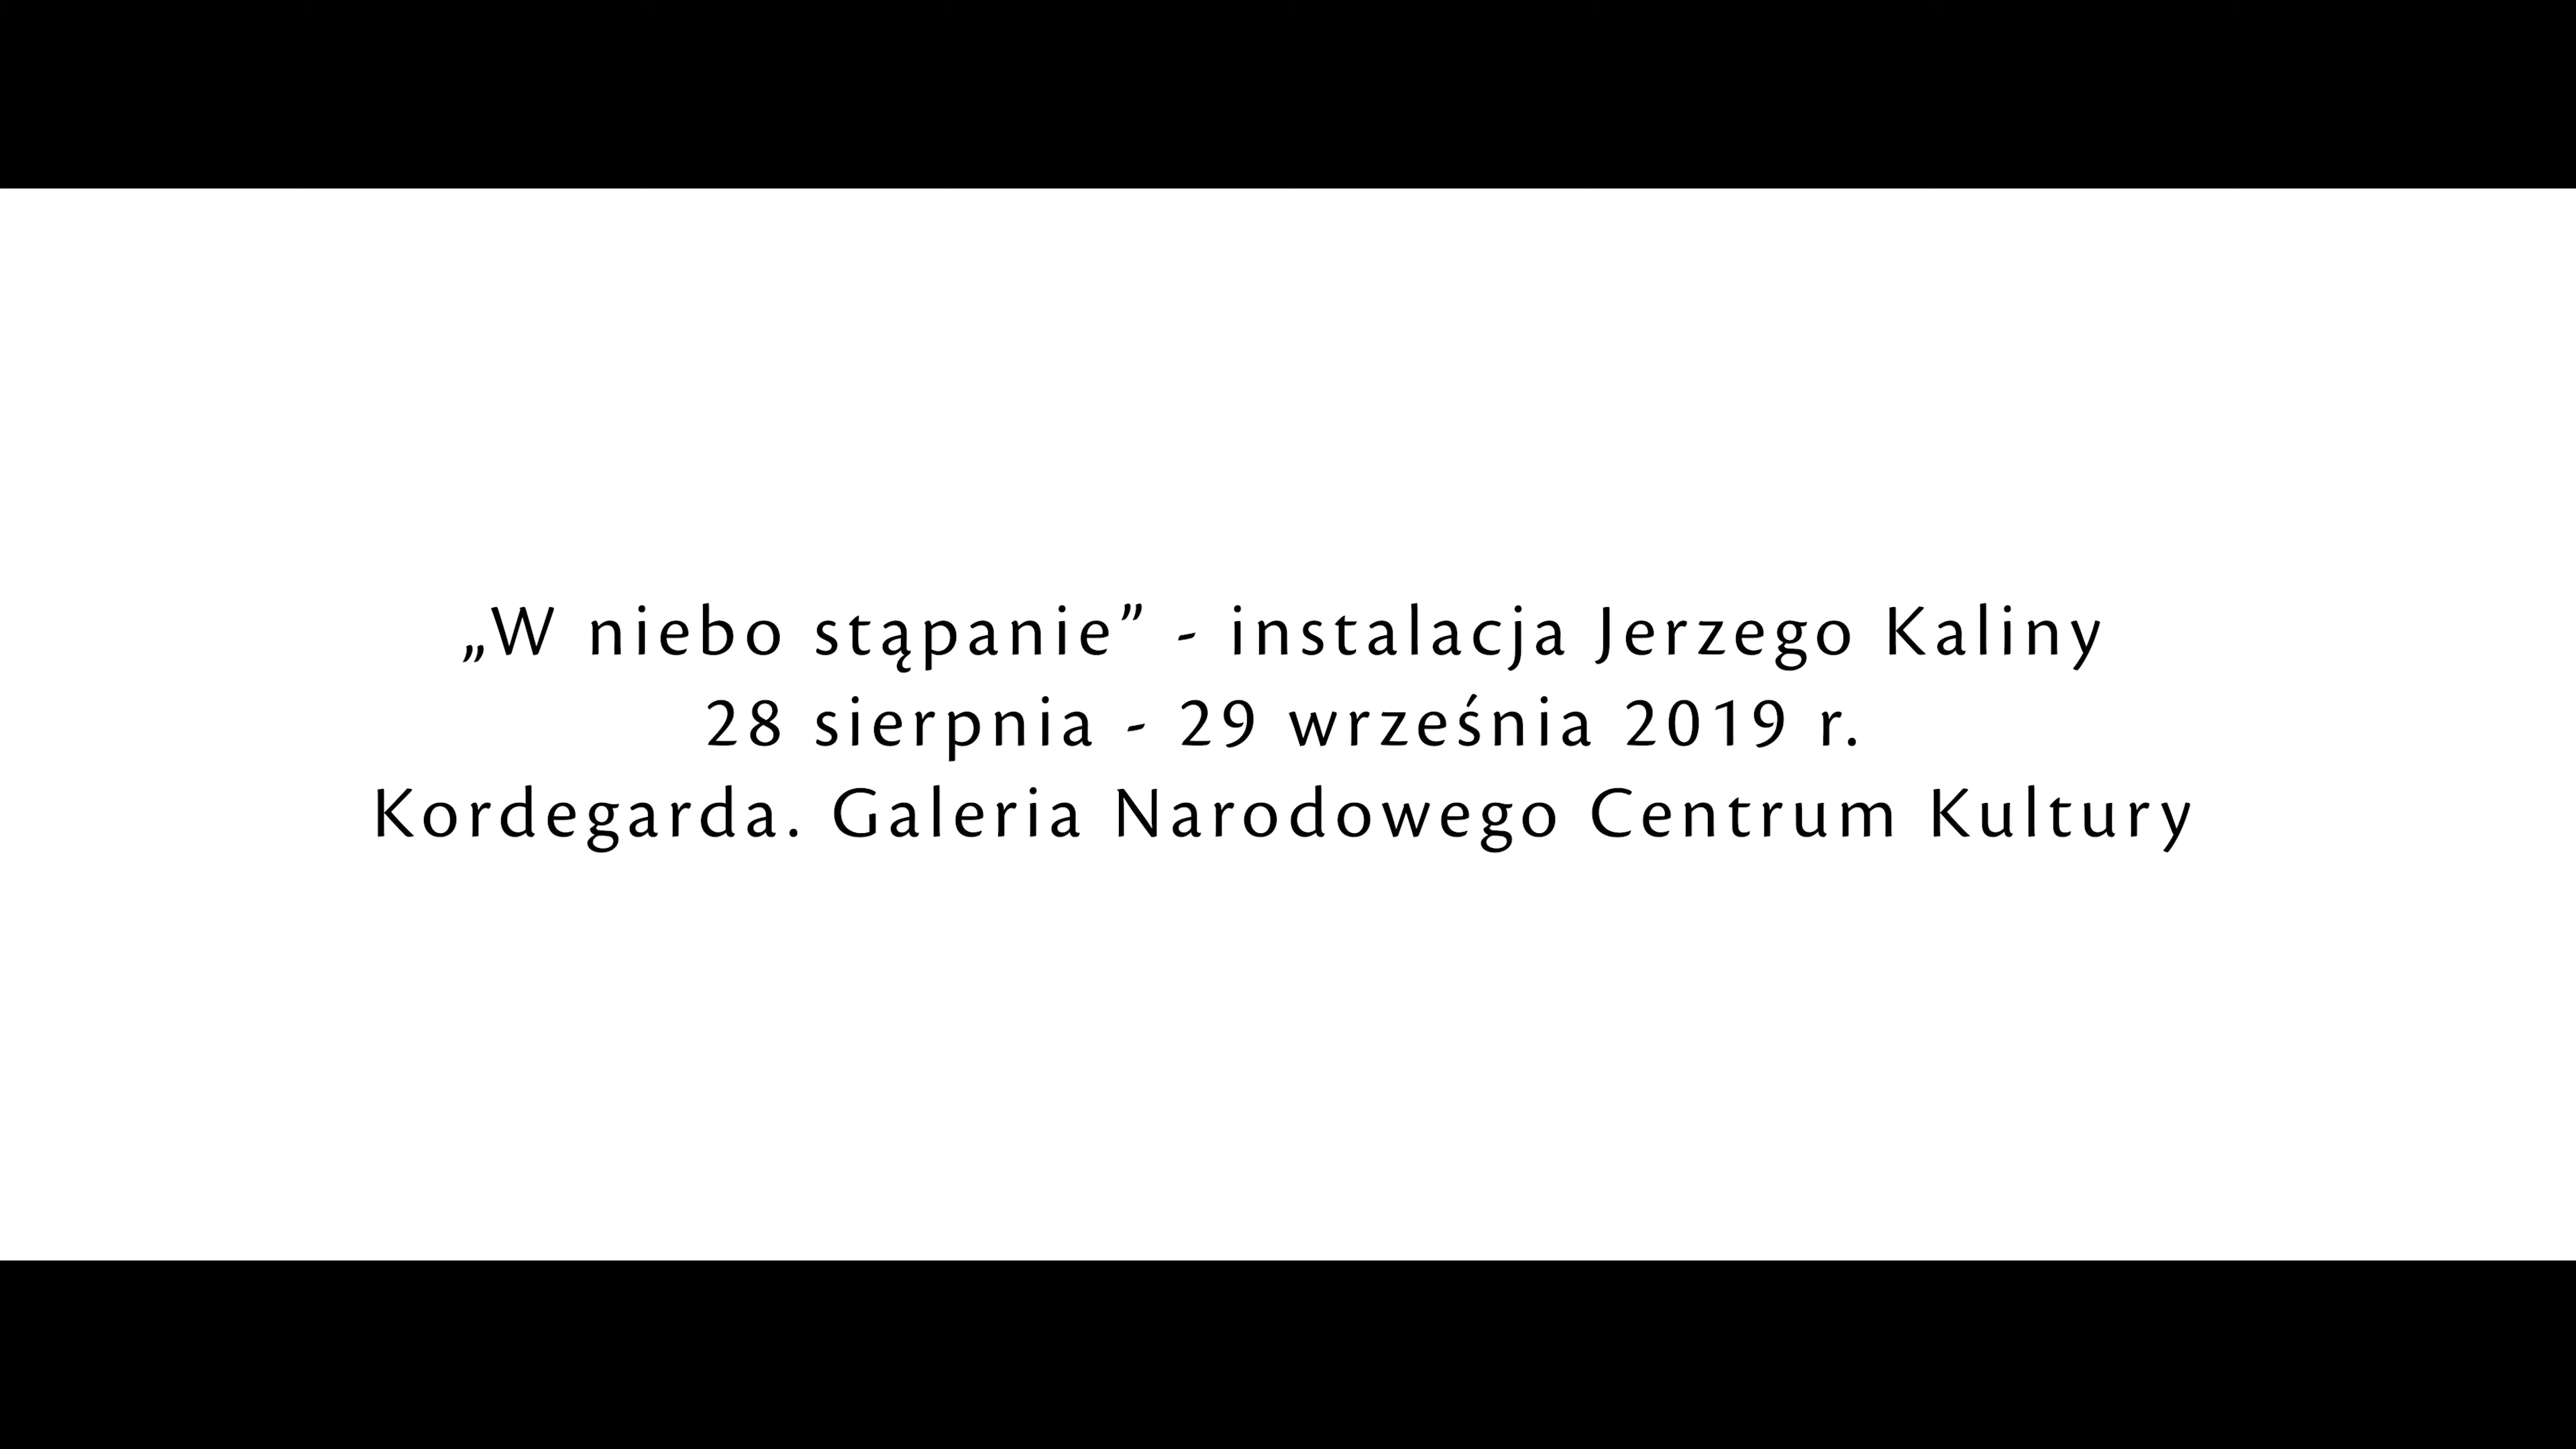 „W niebo stąpanie” - instalacja Jerzego Kaliny
28 sierpnia - 29 września 2019 r.
Kordegarda. Galeria Narodowego Centrum Kultury